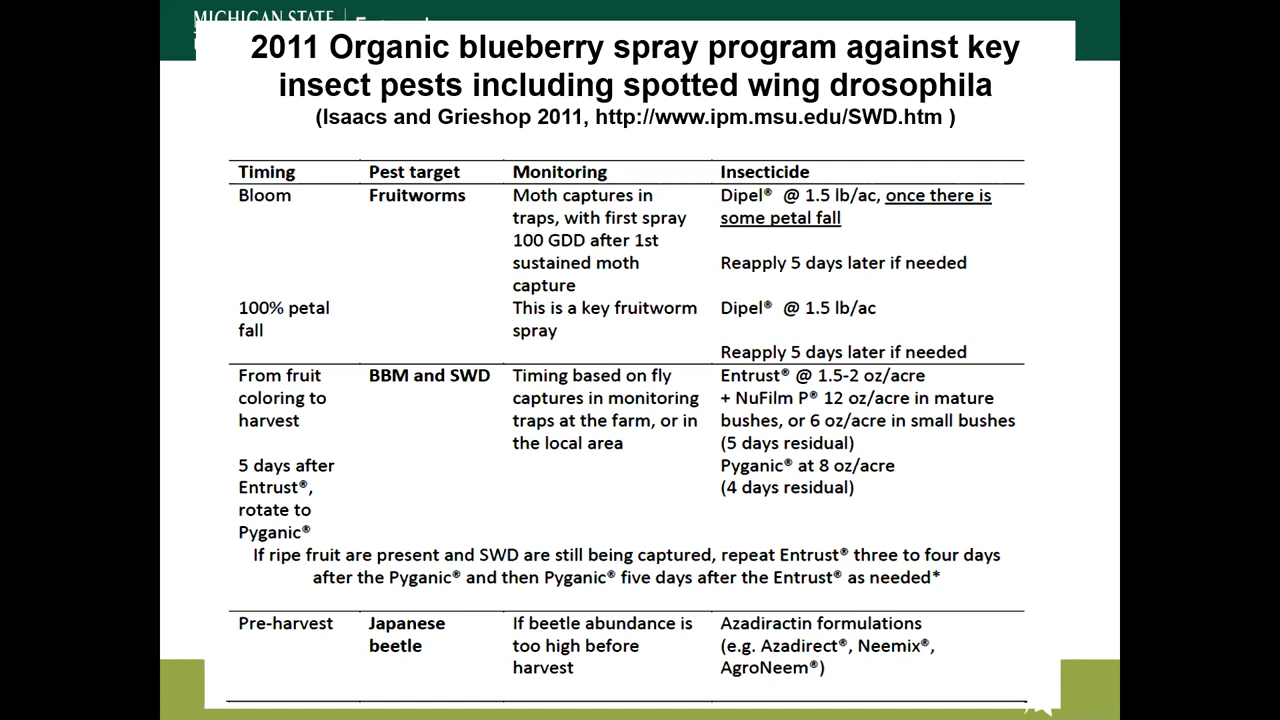 MICHIGAN STATE
2011 Organic blueberry spray program against key
insect pests including spotted wing drosophila
(Isaacs and Grieshop 2011, http://www.ipm.msu.edu/SWD.htm )
Timing Pest target Monitoring Insecticide
Bloom Fruitworms Moth captures in Dipel® @ 1.5 lb/ac, once there is
traps, with first spray some petal fall
100 GDD after 1st
sustained moth Reapply 5 days later if needed
capture
100% petal This is a key fruitworm Dipel® @ 1.5 lb/ac
fall spray
Reapply 5 days later if needed
From fruit BBM and SWD Timing based on fly Entrust® @ 1.5-2 oz/acre
coloring to captures in monitoring + NuFilm P® 12 oz/acre in mature
harvest traps at the farm, or in bushes, or 6 oz/acre in small bushes
the local area (5 days residual)
5 days after Pyganic® at 8 oz/acre
Entrust®, (4 days residual)
rotate to
Pyganic®
If ripe fruit are present and SWD are still being captured, repeat Entrust® three to four days
after the Pyganic® and then Pyganic® five days after the Entrust® as needed*
Pre-harvest Japanese If beetle abundance is Azadiractin formulations
beetle too high before (e.g. Azadirect®, Neemix®,
harvest AgroNeem®)